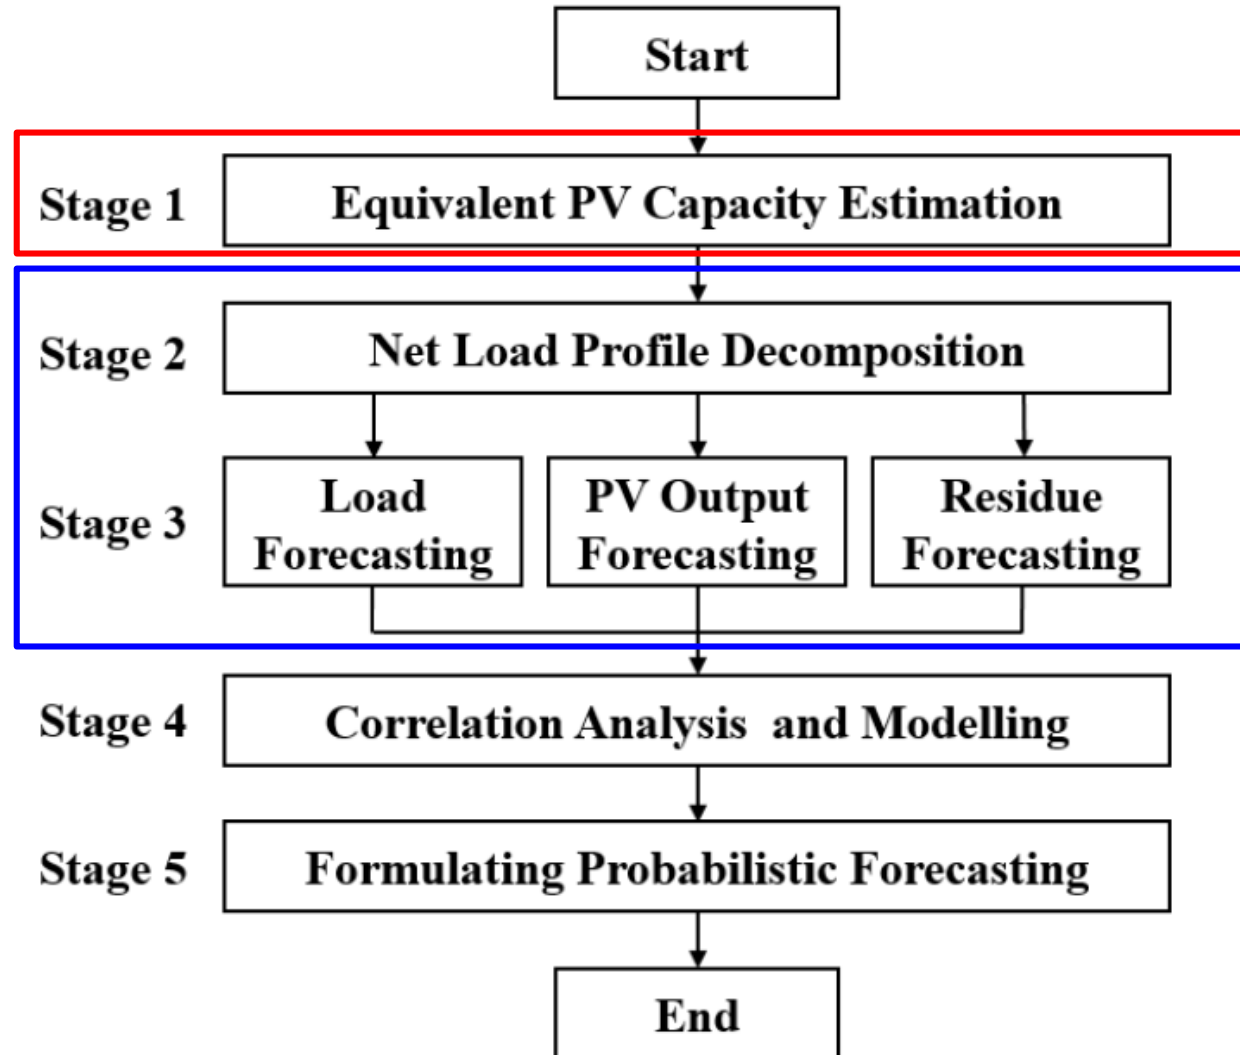 Start
Stage 1
Equivalent PV Capacity Estimation
Stage 2
Net Load Profile Decomposition
Stage 3
Load
Forecasting
PV Output
Forecasting
Residue
Forecasting
Stage 4
Correlation Analysis  and Modelling
Stage 5
Formulating Probabilistic Forecasting
End